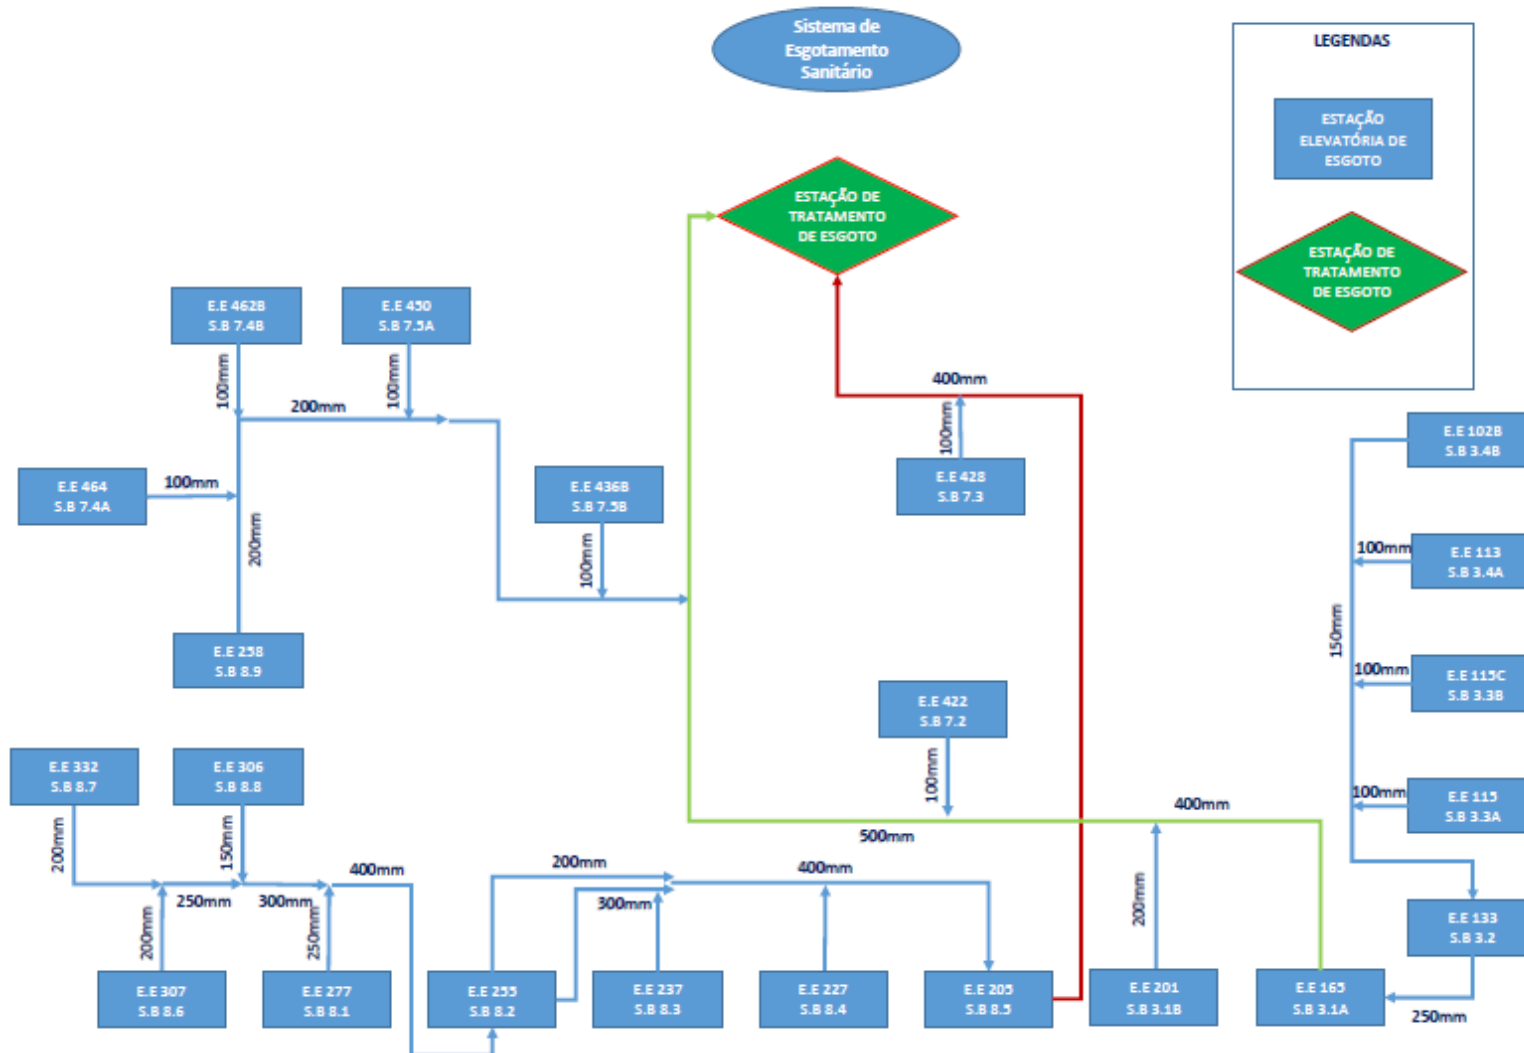 Sistema de
Esgotamento
Sanitário
LEGENDAS
ESTAÇÃO
ELEVATÓRIA DE
ESGOTO
ESTAÇÃO DE
TRATAMENTO
DE ESGOTO
ESTAÇÃO DE
TRATAMENTO
DE ESGOTO
E.E 462B
S.B 7.4B
E.E 450
S.B 7.5A
100mm
100mm
200mm
400mm
100mm
E.E 102B
S.B 3.4B
E.E 464
S.B 7.4A
100mm
E.E 436B
S.B 7.5B
E.E 428
S.B 7.3
200mm
100mm
100mm
E.E 113
S.B 3.4A
150mm
E.E 258
S.B 8.9
100mm
E.E 115C
S.B 3.3B
E.E 422
S.B 7.2
100mm
E.E 332
S.B 8.7
E.E 306
S.B 8.8
100mm
E.E 115
S.B 3.3A
400mm
500mm
200mm
150mm
400mm
200mm
400mm
250mm
300mm
300mm
200mm
250mm
200mm
E.E 133
S.B 3.2
E.E 307
S.B 8.6
E.E 277
S.B 8.1
E.E 255
S.B 8.2
E.E 237
S.B 8.3
E.E 227
S.B 8.4
E.E 205
S.B 8.5
E.E 201
S.B 3.1B
E.E 165
S.B 3.1A
250mm